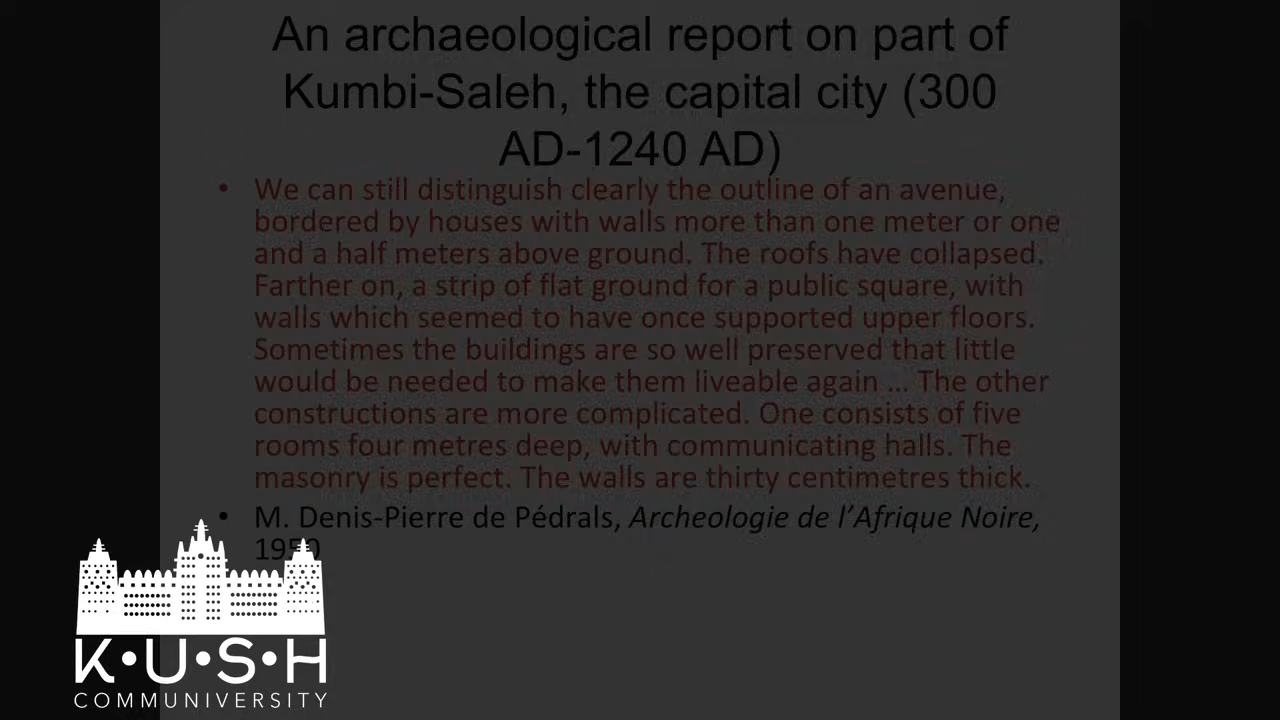 An archaeological report on part of
Kumbi-Saleh, the capital city (300
AD-1240 AD)
• We can still distinguish clearly the outline of an avenue,
bordered by houses with walls more than one meter or one
and a half meters above ground. The roofs have collapsed.
Farther on, a strip of flat ground for a public square, with
walls which seemed to have once supported upper floors.
Sometimes the buildings are so well preserved that little
would be needed to make them liveable again ... The other
constructions are more complicated. One consists of five
rooms four metres deep, with communicating halls. The
masonry is perfect. The walls are thirty centimetres thick.
• M. Denis-Pierre de Pédrals, Archeologie de l'Afrique Noire,
1950
K•U•S•H
COMMUNIVERSITY